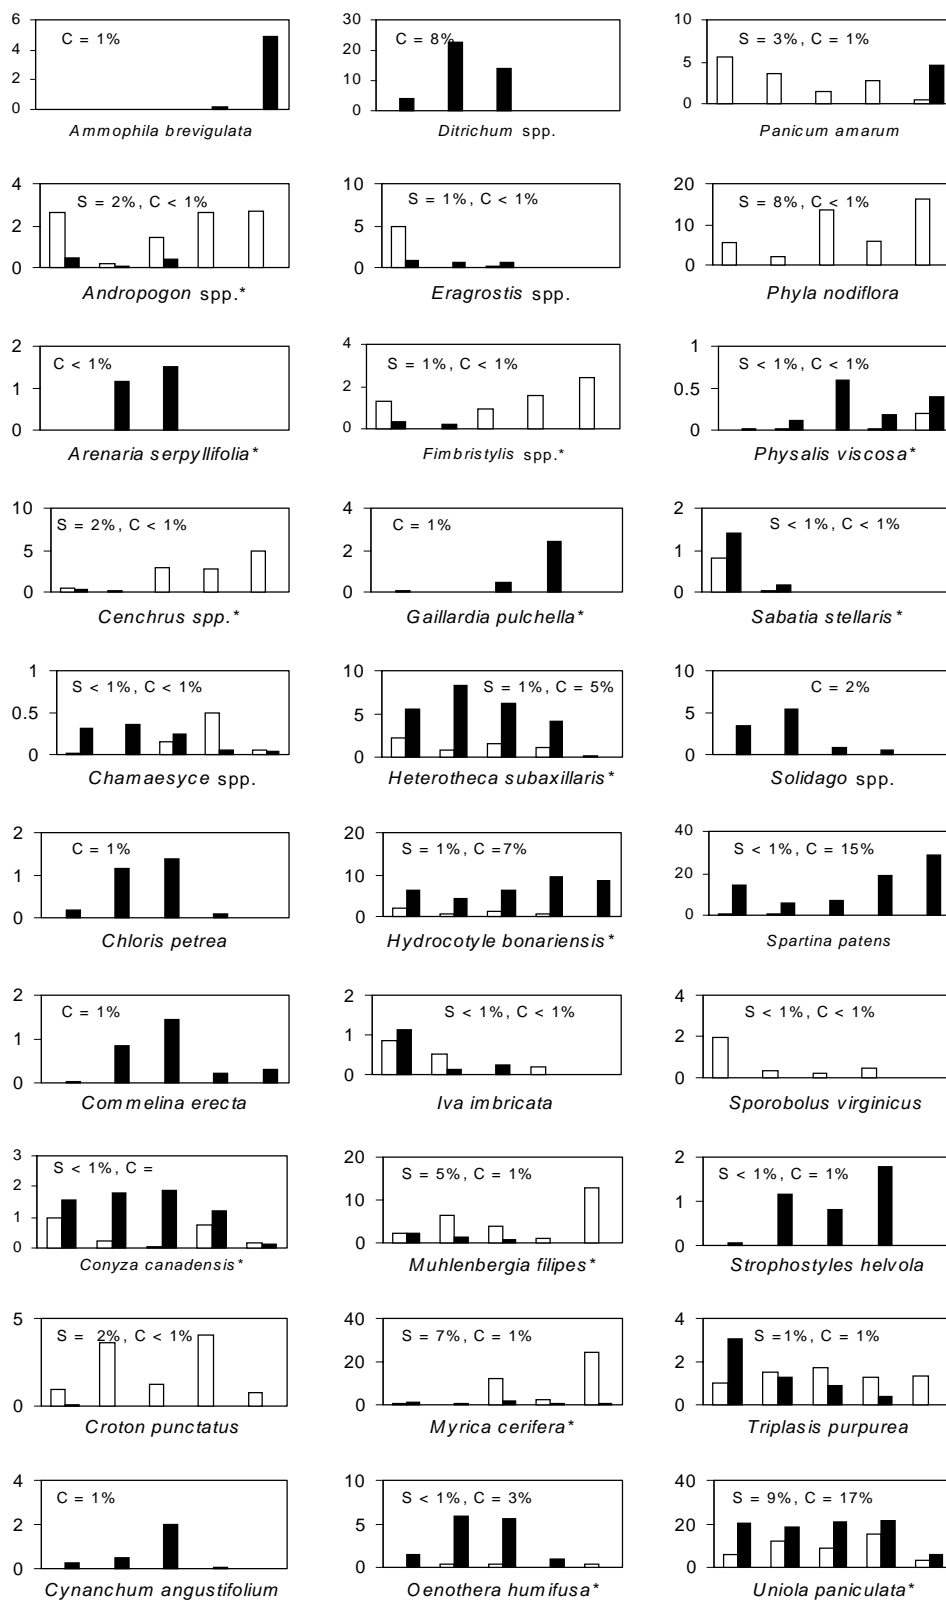 6
4
2
0
C = 1%
Ammophila brevigulata
30
20
10
0
C = 8%
Ditrichum spp.
10
5
0
S = 3%, C = 1%
Panicum amarum
4
2
0
S = 2%, C < 1%
Andropogon spp.*
10
5
0
S = 1%, C < 1%
Eragrostis spp.
20
10
0
S = 8%, C < 1%
Phyla nodiflora
2
1
0
C < 1%
Arenaria serpyllifolia*
4
2
0
S = 1%, C < 1%
Fimbristylis spp.*
1
0.5
0
S < 1%, C < 1%
Physalis viscosa*
10
5
0
S = 2%, C < 1%
Cenchrus spp.*
4
2
0
C = 1%
Gaillardia pulchella*
2
1
0
S < 1%, C < 1%
Sabatia stellaris*
1
0.5
0
S < 1%, C < 1%
Chamaesyce spp.
10
5
0
S = 1%, C = 5%
Heterotheca subaxillaris*
10
5
0
C = 2%
Solidago spp.
2
1
0
C = 1%
Chloris petrea
20
10
0
S = 1%, C =7%
Hydrocotyle bonariensis*
40
20
0
S < 1%, C = 15%
Spartina patens
2
1
0
C = 1%
Commelina erecta
2
1
0
S < 1%, C < 1%
Iva imbricata
4
2
0
S < 1%, C < 1%
Sporobolus virginicus
3
2
1
0
S < 1%, C =
Conyza canadensis*
20
10
0
S = 5%, C = 1%
Muhlenbergia filipes*
2
1
0
S < 1%, C = 1%
Strophostyles helvola
5
0
S = 2%, C < 1%
Croton punctatus
40
20
0
S = 7%, C = 1%
Myrica cerifera*
4
2
0
S =1%, C = 1%
Triplasis purpurea
4
2
0
C = 1%
Cynanchum angustifolium
10
5
0
S < 1%, C = 3%
Oenothera humifusa*
40
20
0
S = 9%, C = 17%
Uniola paniculata*